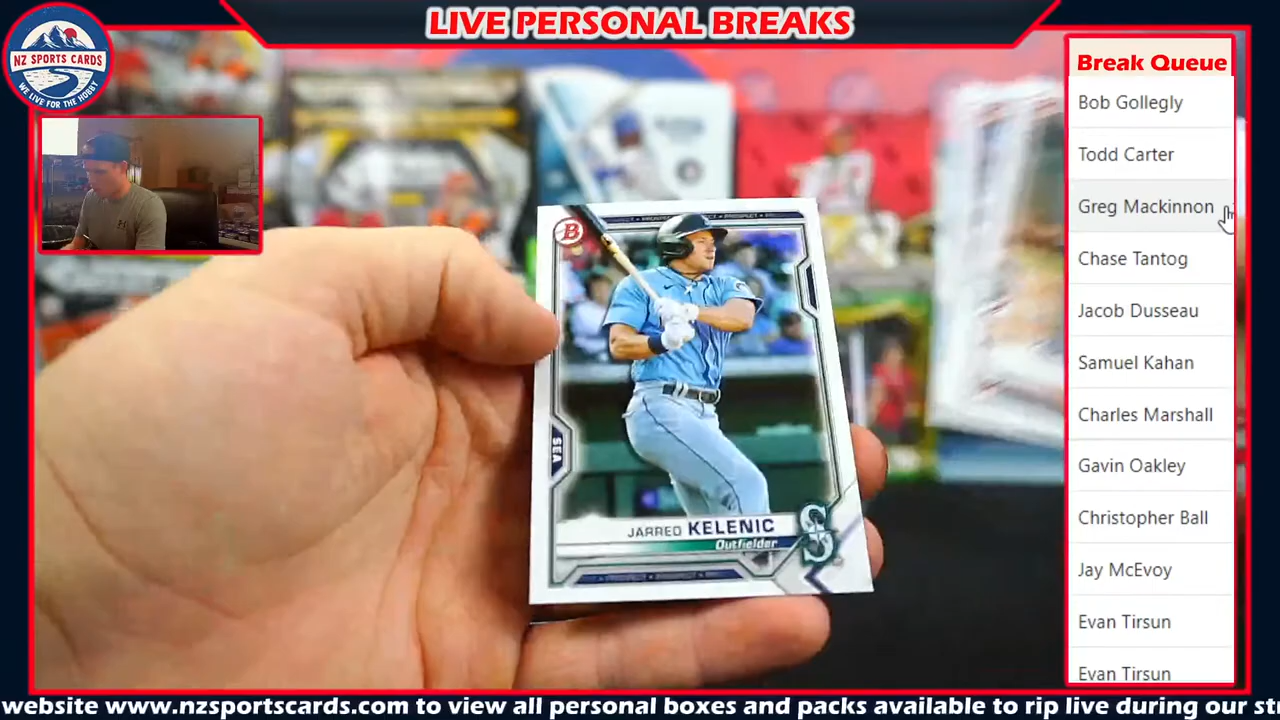 LIVE PERSONAL BREAKS
NZ SPORTS CARDS
WE LIVE FOR THE HOBBY
Break Queue
Bob Gollegly
Todd Carter
Greg Mackinnon
Chase Tantog
Jacob Dusseau
Samuel Kahan
Charles Marshall
Gavin Oakley
Christopher Ball
Jay McEvoy
Evan Tirsun
Evan Tirsun
B
SEA
JARRED KELENIC
Outfielder
S
website www.nzsportscards.com to view all personal boxes and packs available to rip live during our st